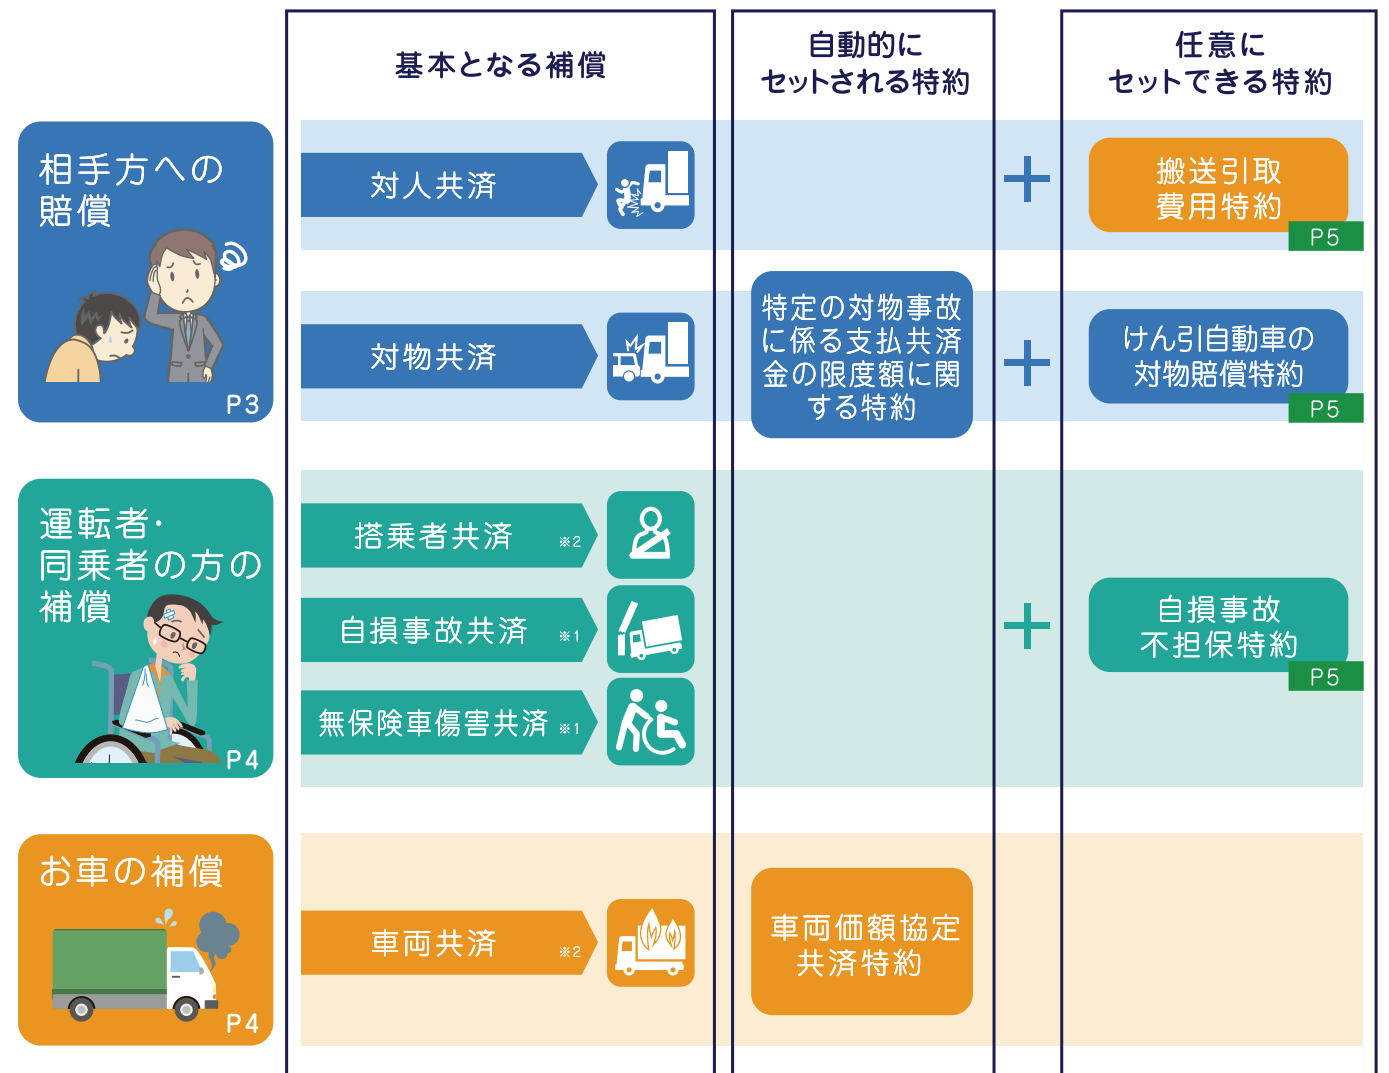 基本となる補償
自動的に
セットされる特約
任意に
セットできる特約
相手方への
賠償
P3
対人共済
搬送引取
費用特約
P5
対物共済
特定の対物事故
に係る支払共済
金の限度額に関
する特約
けん引自動車の
対物賠償特約
P5
運転者・
同乗者の方の
補償
P4
搭乗者共済 ※2
自損事故共済 ※1
無保険車傷害共済 ※1
自損事故
不担保特約
P5
お車の補償
P4
車両共済 ※2
車両価額協定
共済特約